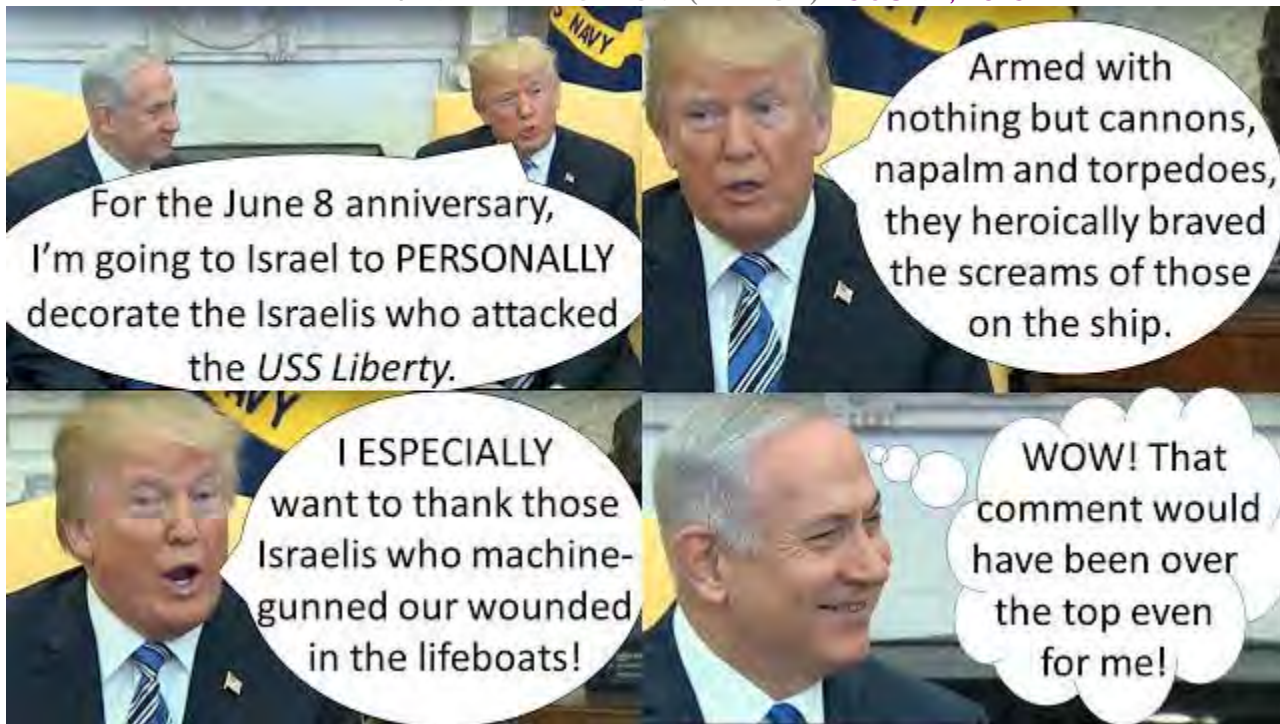 S NAVY
For the June 8 anniversary,
I'm going to Israel to PERSONALLY
decorate the Israelis who attacked
the USS Liberty.
Armed with
nothing but cannons,
napalm and torpedoes,
they heroically braved
the screams of those
on the ship.
AVY
I ESPECIALLY
want to thank those
Israelis who machine-
gunned our wounded
in the lifeboats!
WOW! That
comment would
have been over
the top even
for me!